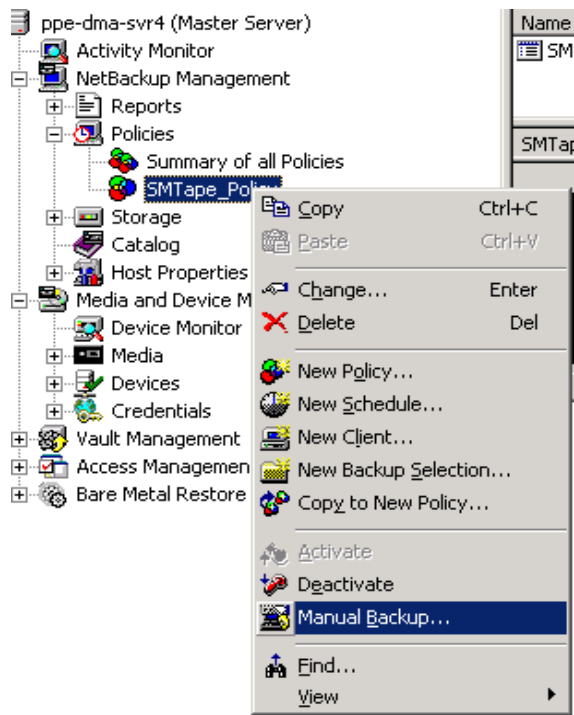 ppe-dma-svr4 (Master Server)
Activity Monitor
NetBackup Management
Reports
Policies
Summary of all Policies
SMTape_Policy
Storage
Catalog
Host Properties
Media and Device M
Device Monitor
Media
Devices
Credentials
Vault Management
Access Managemen
Bare Metal Restore
Name
SM
SMTap
Copy Ctrl+C
Paste Ctrl+V
Change... Enter
Delete Del
New Policy...
New Schedule...
New Client...
New Backup Selection...
Copy to New Policy...
Activate
Deactivate
Manual Backup...
Find...
View